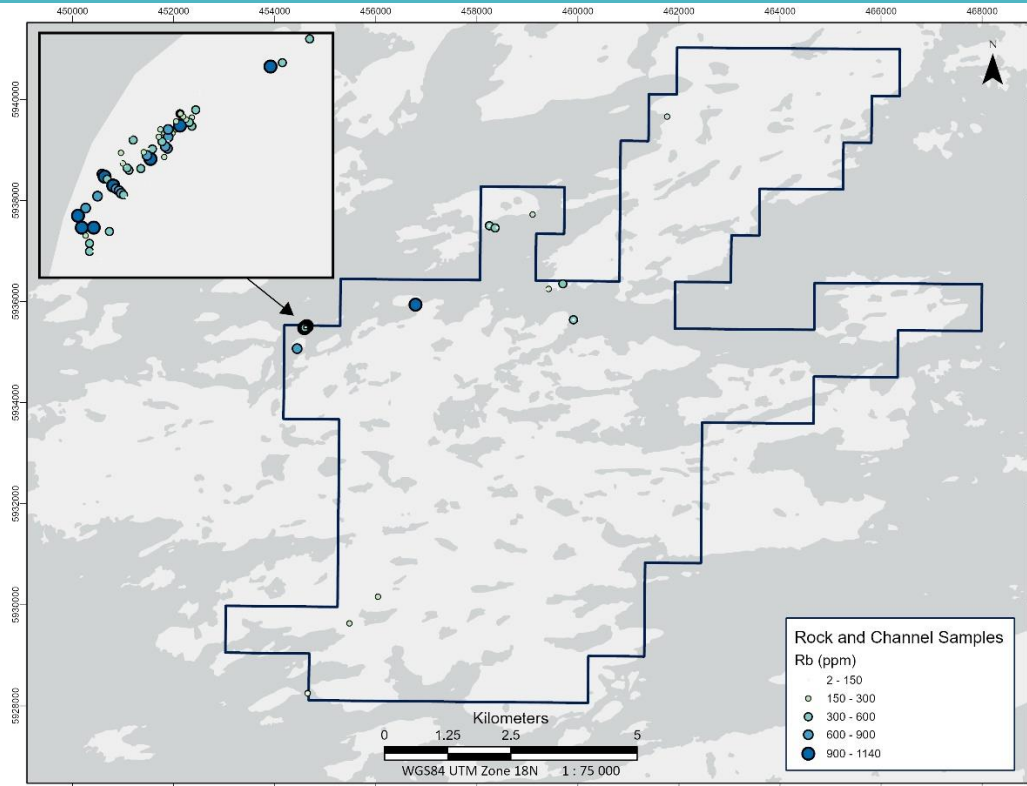 450000 452000 454000 456000 458000 460000 462000 464000 466000 468000
N
5940000
5938000
5936000
5934000
5932000
5930000
5928000
Rock and Channel Samples
Rb (ppm)
2 - 150
150 - 300
300 - 600
600 - 900
900 - 1140
Kilometers
0 1.25 2.5 5
WGS84 UTM Zone 18N 1 : 75 000